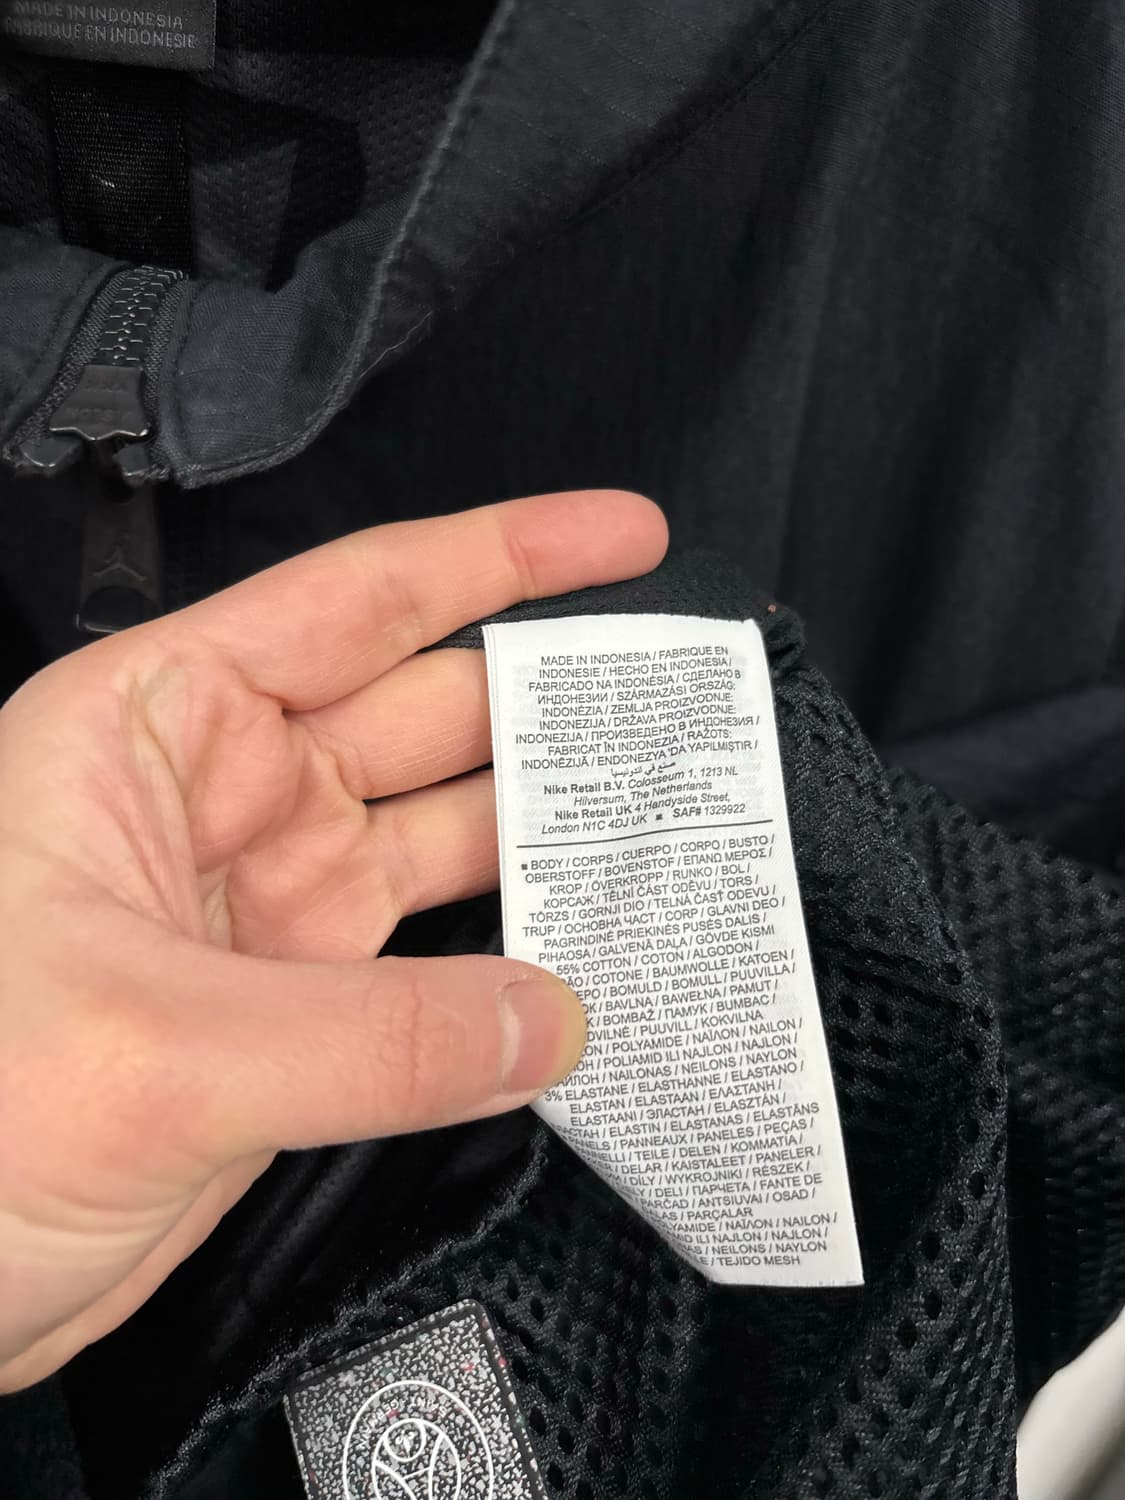 MADE IN INDONESIA
FABRIQUE EN INDONESIE
MADE IN INDONESIA / FABRIQUE EN
INDONESIE / HECHO EN INDONESIA /
FABRICADO NA INDONÉSIA / СДЕЛАНО В
ИНДОНЕЗИИ / SZÁRMAZÁSI ORSZÁG:
INDONÉZIA / ZEMLJA PROIZVODNJE:
INDONEZIJA / DRŽAVA PROIZVODNJE:
INDONEZIJA / ПРОИЗВЕДЕНО В ИНДОНЕЗИЯ /
FABRICAT ÎN INDONEZIA / RAŽOTS:
INDONĒZIJĀ / ENDONEZYA 'DA YAPILMIŞTIR /
صنع في اندونيسيا
Nike Retail B.V. Colosseum 1, 1213 NL
Hilversum, The Netherlands
Nike Retail UK 4 Handyside Street,
London N1C 4DJ UK ■ SAF# 1329922
■ BODY / CORPS / CUERPO / CORPO / BUSTO /
OBERSTOFF / BOVENSTOF / ΕΠΑΝΩ ΜΕΡΟΣ /
KROP / ÖVERKROPP / RUNKO / BOL /
КОРСАЖ / TĚLNÍ ČÁST ODĚVU / TORS /
TÖRZS / GORNJI DIO / TELNÁ ČASŤ ODEVU /
TRUP / ОСНОВНА ЧАСТ / CORP / GLAVNI DEO /
PAGRINDINĖ PRIEKINĖS PUSĖS DALIS /
PIHAOSA / GALVENĀ DAĻA / GÖVDE KISMI
55% COTTON / COTON / ALGODON /
/ COTONE / BAUMWOLLE / KATOEN /
/ BOMULD / BOMULL / PUUVILLA /
/ BAVLNA / BAWEŁNA / PAMUT /
/ BOMBAŽ / ПАМУК / BUMBAC /
/ PUUVILL / KOKVILNA
/ POLYAMIDE / ΝΑΪΛΟΝ / NAILON /
/ POLIAMID ILI NAJLON / NAJLON /
/ NAILONAS / NEILONS / NAYLON
3% ELASTANE / ELASTHANNE / ELASTANO /
ELASTAN / ELASTAAN / ΕΛΑΣΤΑΝΗ /
ELASTAANI / ЭЛАСТАН / ELASZTÁN /
/ ELASTIN / ELASTANAS / ELASTĀNS
/ PANNEAUX / PANELES / PEÇAS /
/ TEILE / DELEN / ΚΟΜΜΑΤΙΑ /
/ DELAR / KAISTALEET / PANELER /
/ DÍLY / WYKROJNIKI / RÉSZEK /
/ DELI / ПАРЧЕТА / FANTE DE
/ ANTSIUVAI / OSAD /
/ PARÇALAR
/ ΝΑΪΛΟΝ / NAILON /
ILI NAJLON / NAJLON /
/ NEILONS / NAYLON
/ TEJIDO MESH